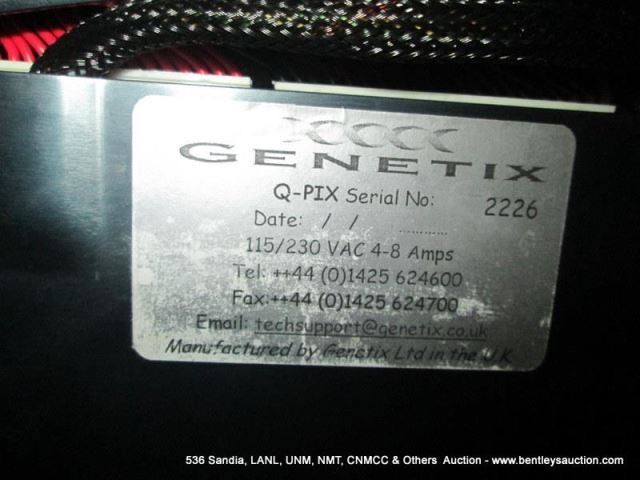 GENETIX
Q-PIX Serial No: 2226
Date: / / ............
115/230 VAC 4-8 Amps
Tel: ++44 (0)1425 624600
Fax:++44 (0)1425 624700
Email: techsupport@genetix.co.uk
Manufactured by Genetix Ltd in the U.K
536 Sandia, LANL, UNM, NMT, CNMCC & Others Auction - www.bentleysauction.com